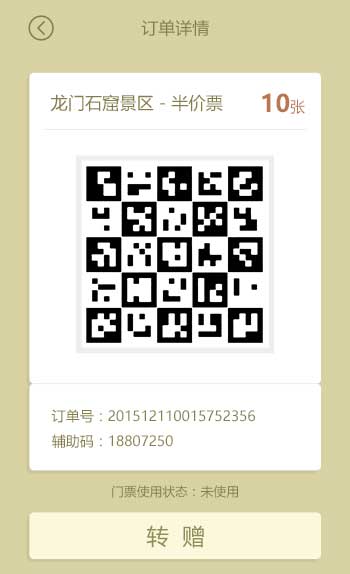 订单详情
龙门石窟景区 - 半价票 10张
订单号：201512110015752356
辅助码：18807250
门票使用状态：未使用
转 赠